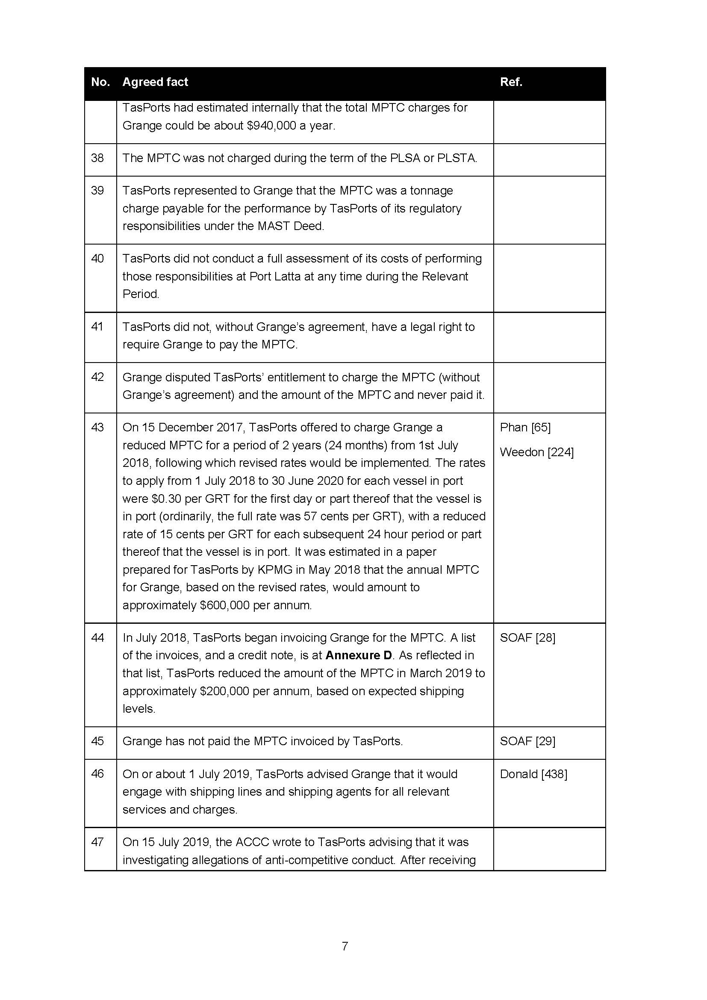 No. Agreed fact Ref.
TasPorts had estimated internally that the total MPTC charges for
Grange could be about $940,000 a year.
38 The MPTC was not charged during the term of the PLSA or PLSTA.
39 TasPorts represented to Grange that the MPTC was a tonnage
charge payable for the performance by TasPorts of its regulatory
responsibilities under the MAST Deed.
40 TasPorts did not conduct a full assessment of its costs of performing
those responsibilities at Port Latta at any time during the Relevant
Period.
41 TasPorts did not, without Grange’s agreement, have a legal right to
require Grange to pay the MPTC.
42 Grange disputed TasPorts’ entitlement to charge the MPTC (without
Grange’s agreement) and the amount of the MPTC and never paid it.
43 On 15 December 2017, TasPorts offered to charge Grange a Phan [65]
reduced MPTC for a period of 2 years (24 months) from 1st July
Weedon [224]
2018, following which revised rates would be implemented. The rates
to apply from 1 July 2018 to 30 June 2020 for each vessel in port
were $0.30 per GRT for the first day or part thereof that the vessel is
in port (ordinarily, the full rate was 57 cents per GRT), with a reduced
rate of 15 cents per GRT for each subsequent 24 hour period or part
thereof that the vessel is in port. It was estimated in a paper
prepared for TasPorts by KPMG in May 2018 that the annual MPTC
for Grange, based on the revised rates, would amount to
approximately $600,000 per annum.
44 In July 2018, TasPorts began invoicing Grange for the MPTC. A list SOAF [28]
of the invoices, and a credit note, is at Annexure D. As reflected in
that list, TasPorts reduced the amount of the MPTC in March 2019 to
approximately $200,000 per annum, based on expected shipping
levels.
45 Grange has not paid the MPTC invoiced by TasPorts. SOAF [29]
46 On or about 1 July 2019, TasPorts advised Grange that it would Donald [438]
engage with shipping lines and shipping agents for all relevant
services and charges.
47 On 15 July 2019, the ACCC wrote to TasPorts advising that it was
investigating allegations of anti-competitive conduct. After receiving
7